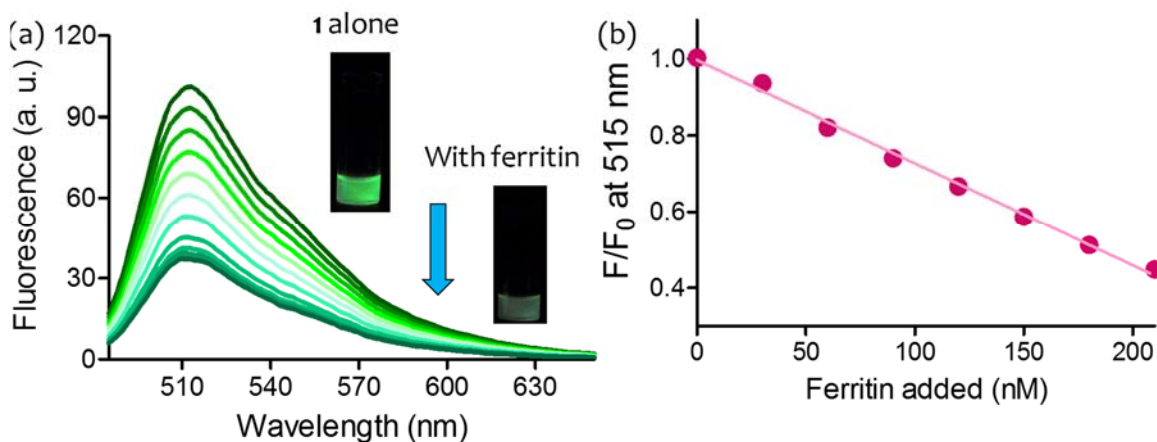 (a)
1 alone
With ferritin
Fluorescence (a. u.)
120
90
60
30
0
510 540 570 600 630
Wavelength (nm)
(b)
F/F0 at 515 nm
1.0
0.8
0.6
0.4
0 50 100 150 200
Ferritin added (nM)